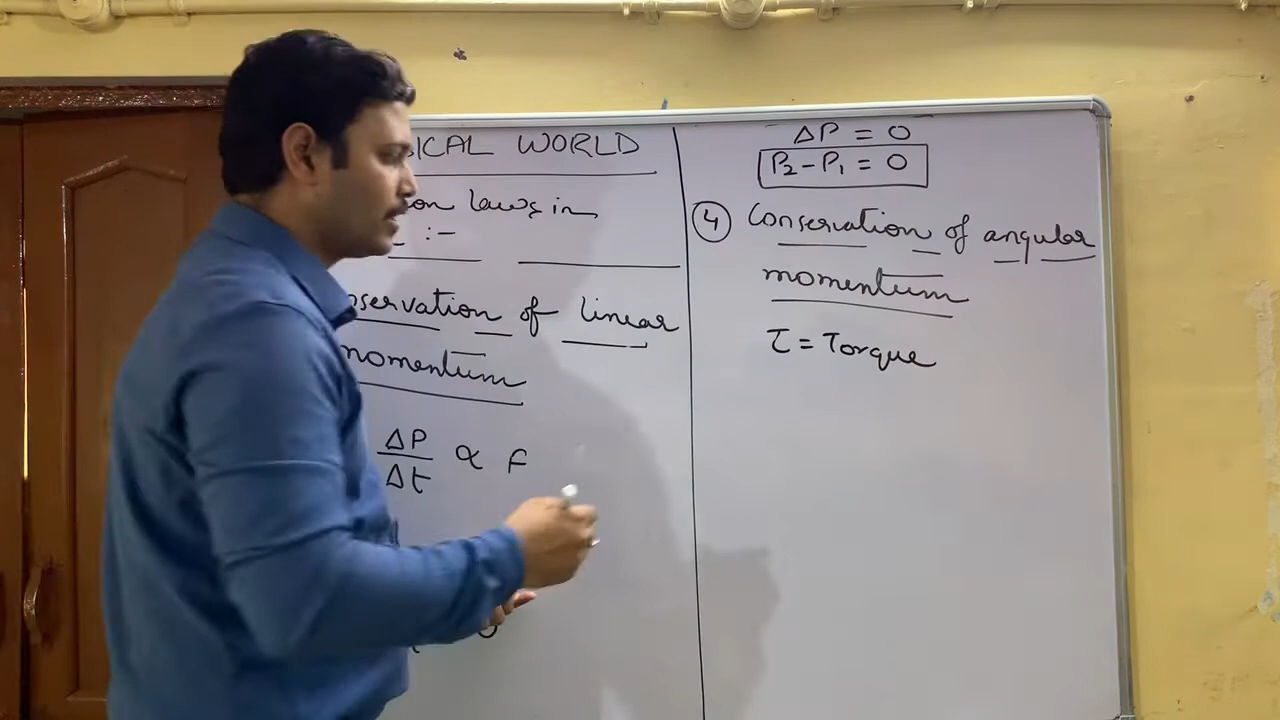 ICAL WORLD
on laws in
:-
servation of linear
momentum
ΔP/Δt ∝ F
ΔP = 0
P₂-P₁ = 0
④ Conservation of angular
momentum
τ = Torque